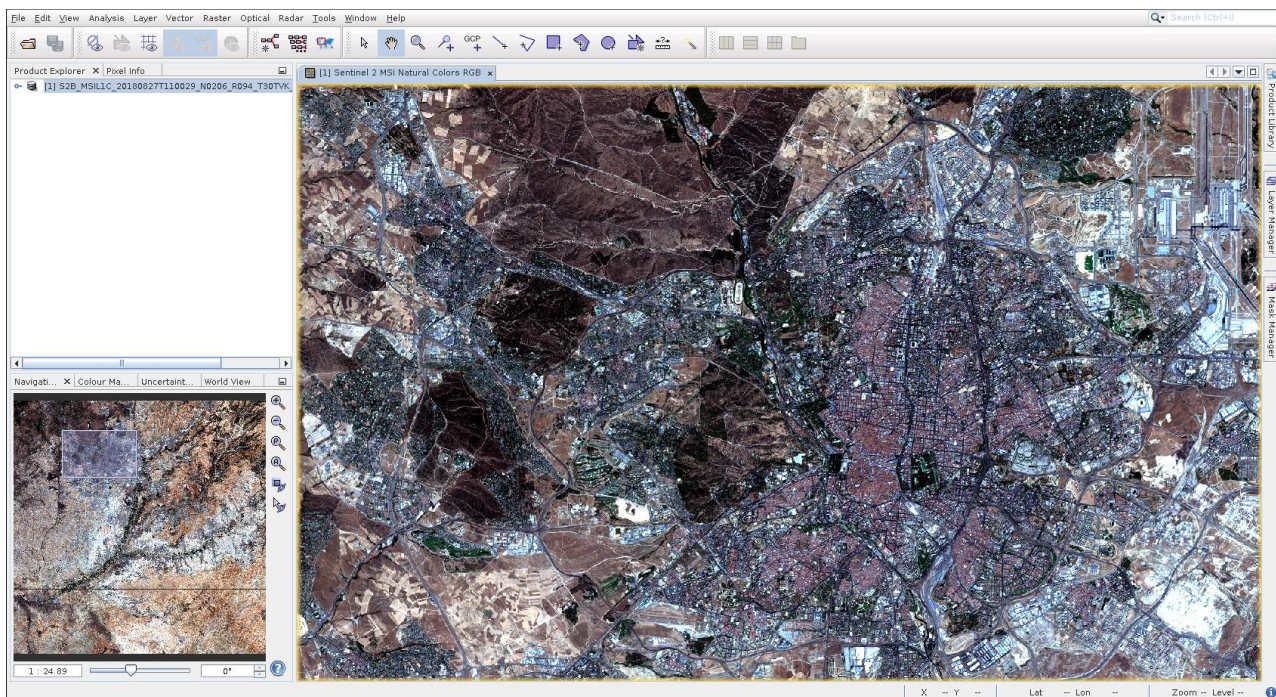 File Edit View Analysis Layer Vector Raster Optical Radar Tools Window Help
Search (Ctrl+I)
GCP
Product Explorer X Pixel Info
[1] Sentinel 2 MSI Natural Colors RGB x
[1] S2B_MSIL1C_20180827T110029_N0206_R094_T30TVK_
Product Library
Layer Manager
Mask Manager
Navigati... X Colour Ma... Uncertaint... World View
1 : 24.89
0°
X -- Y -- Lat -- Lon -- Zoom -- Level --